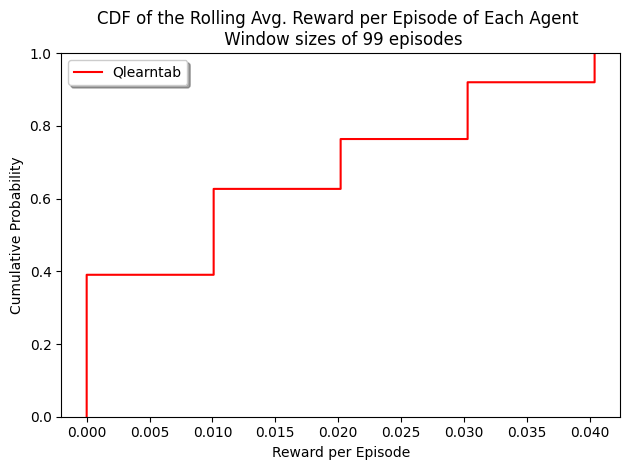 CDF of the Rolling Avg. Reward per Episode of Each Agent
Window sizes of 99 episodes
Qlearntab
Cumulative Probability
1.0
0.8
0.6
0.4
0.2
0.0
0.000 0.005 0.010 0.015 0.020 0.025 0.030 0.035 0.040
Reward per Episode